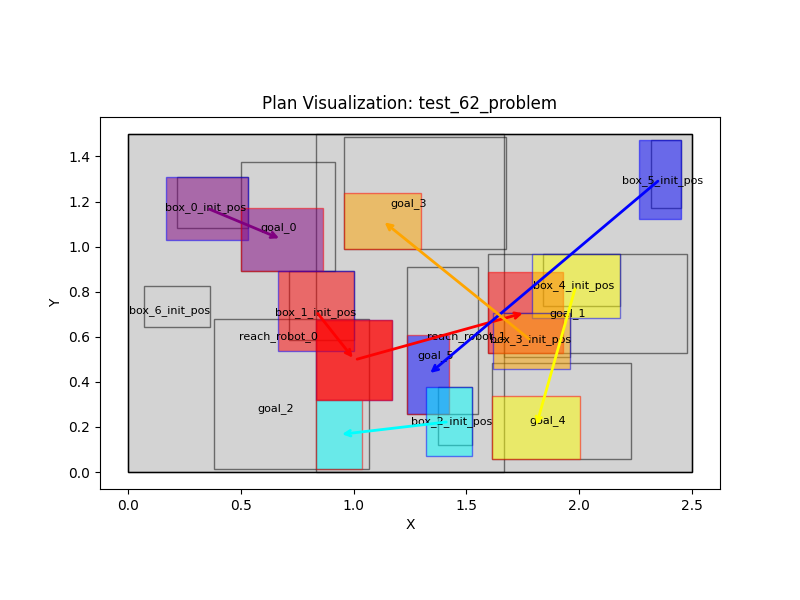 Plan Visualization: test_62_problem
1.4
1.2
1.0
0.8
0.6
0.4
0.2
0.0
Y
box_5_init_pos
box_0_init_pos
goal_3
goal_0
box_4_init_pos
box_6_init_pos
box_1_init_pos
goal_1
reach_robot_0
reach_robot_1
box_3_init_pos
goal_5
goal_2
box_2_init_pos
goal_4
0.0 0.5 1.0 1.5 2.0 2.5
X